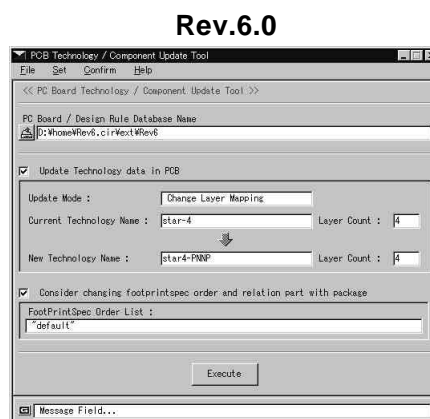 Rev.6.0
PCB Technology / Component Update Tool
File Set Confirm Help
<< PC Board Technology / Component Update Tool >>
PC Board / Design Rule Database Name
D:¥home¥Rev6.cir¥ext¥Rev6
Update Technology data in PCB
Update Mode : Change Layer Mapping
Current Technology Name : star-4 Layer Count : 4
New Technology Name : star4-PNNP Layer Count : 4
Consider changing footprintspec order and relation part with package
FootPrintSpec Order List :
"default"
Execute
Message Field...